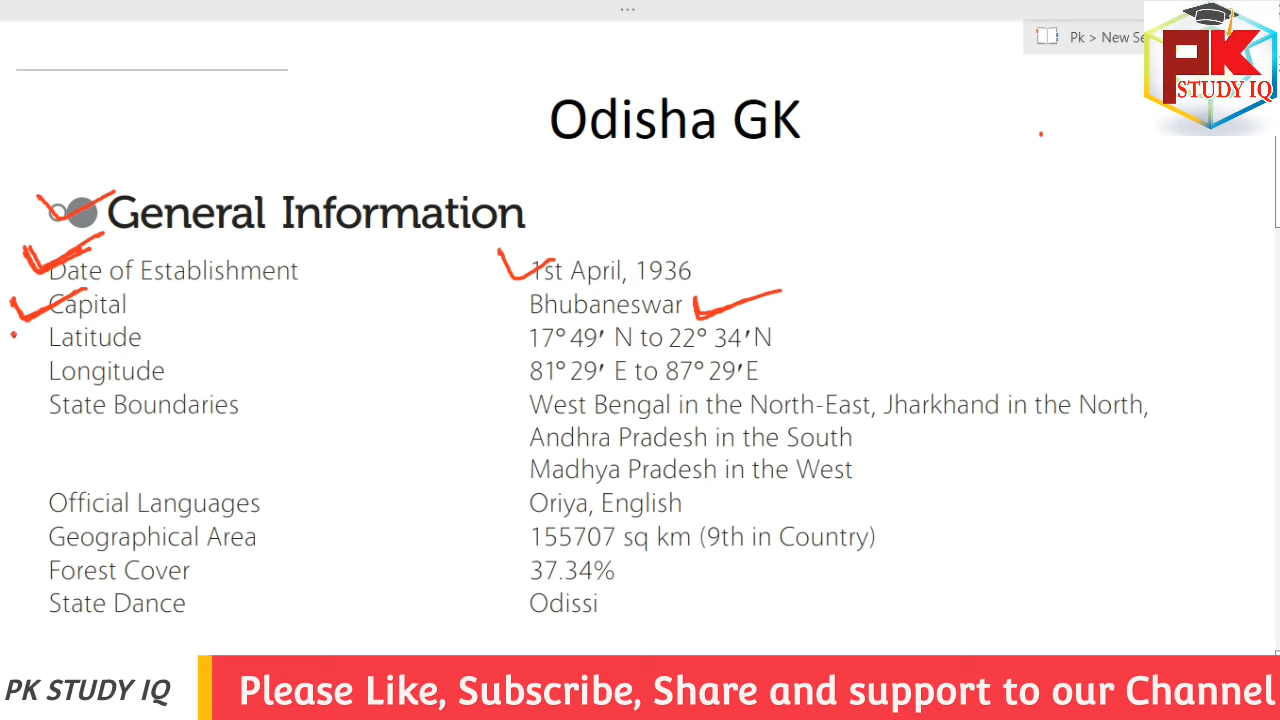 Pk > New Se
PK
STUDY IQ
Odisha GK
General Information
Date of Establishment 1st April, 1936
Capital Bhubaneswar
Latitude 17° 49′ N to 22° 34′N
Longitude 81° 29′ E to 87° 29′E
State Boundaries West Bengal in the North-East, Jharkhand in the North,
Andhra Pradesh in the South
Madhya Pradesh in the West
Official Languages Oriya, English
Geographical Area 155707 sq km (9th in Country)
Forest Cover 37.34%
State Dance Odissi
PK STUDY IQ Please Like, Subscribe, Share and support to our Channel